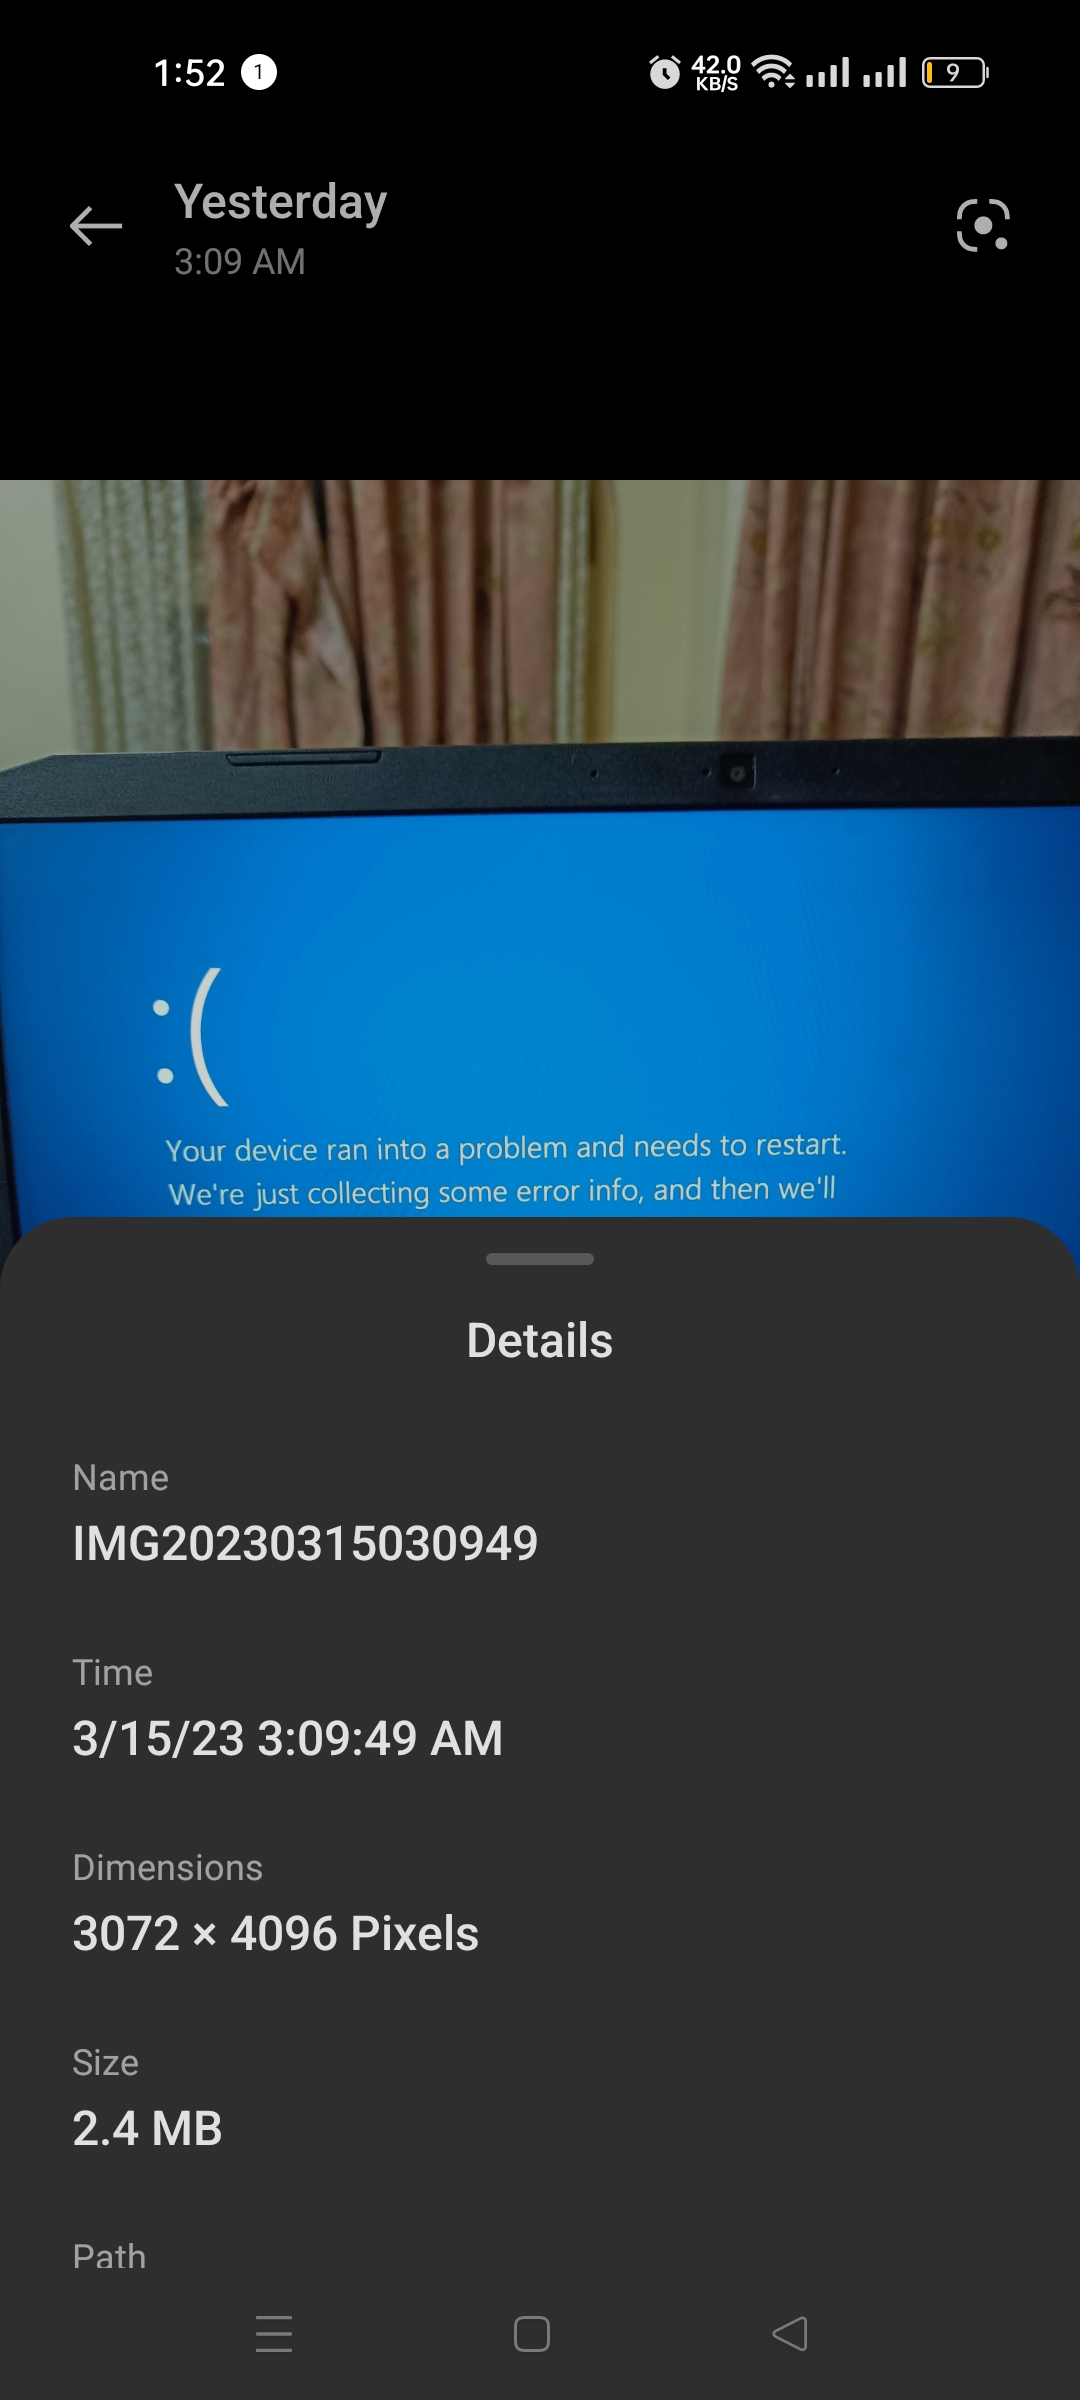 1:52 1 42.0 KB/S 9
Yesterday
3:09 AM
:(
Your device ran into a problem and needs to restart.
We're just collecting some error info, and then we'll
Details
Name
IMG20230315030949
Time
3/15/23 3:09:49 AM
Dimensions
3072 × 4096 Pixels
Size
2.4 MB
Path